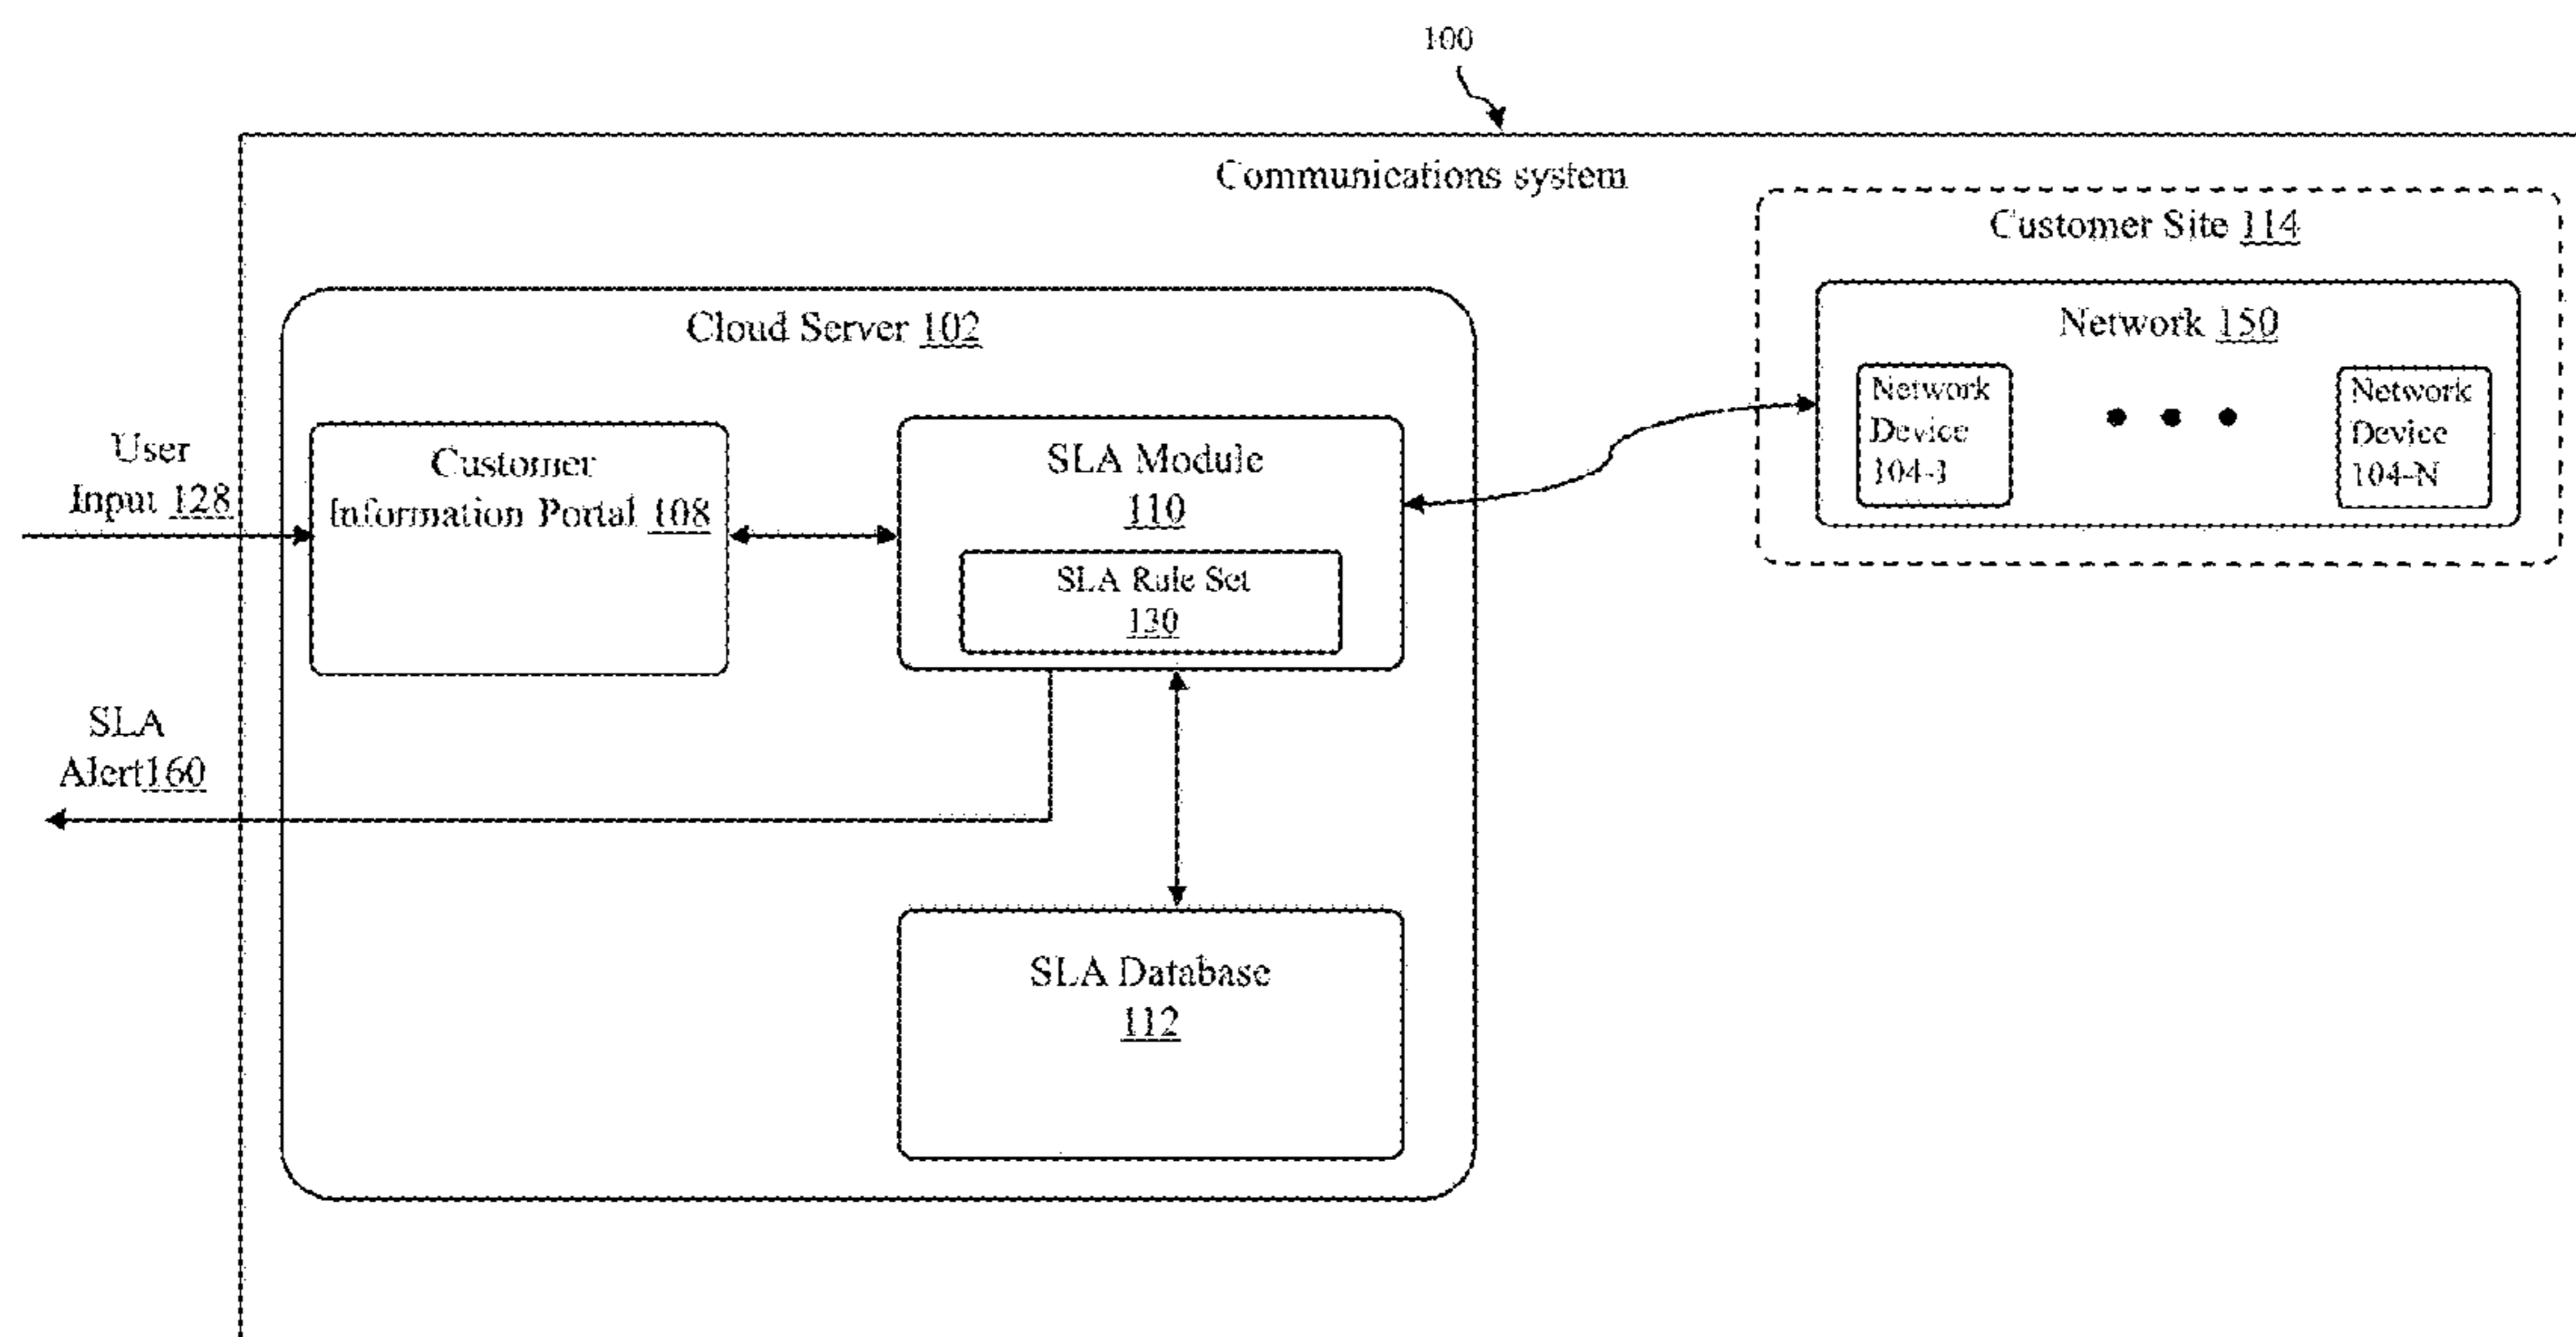 100
Communications system
Customer Site 114
Network 150
Network
Device
104-1
Network
Device
104-N
Cloud Server 102
User
Input 128
Customer
Information Portal 108
SLA Module
110
SLA Rule Set
130
SLA
Alert160
SLA Database
112